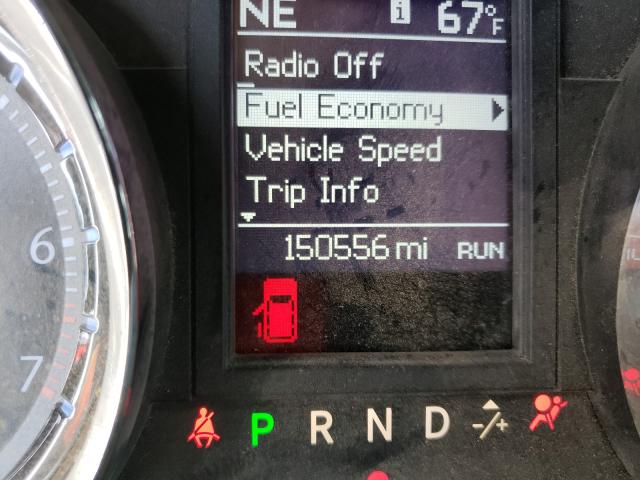 NE i 67°F
Radio Off
Fuel Economy
Vehicle Speed
Trip Info
150556 mi RUN
6
7
P R N D -/+